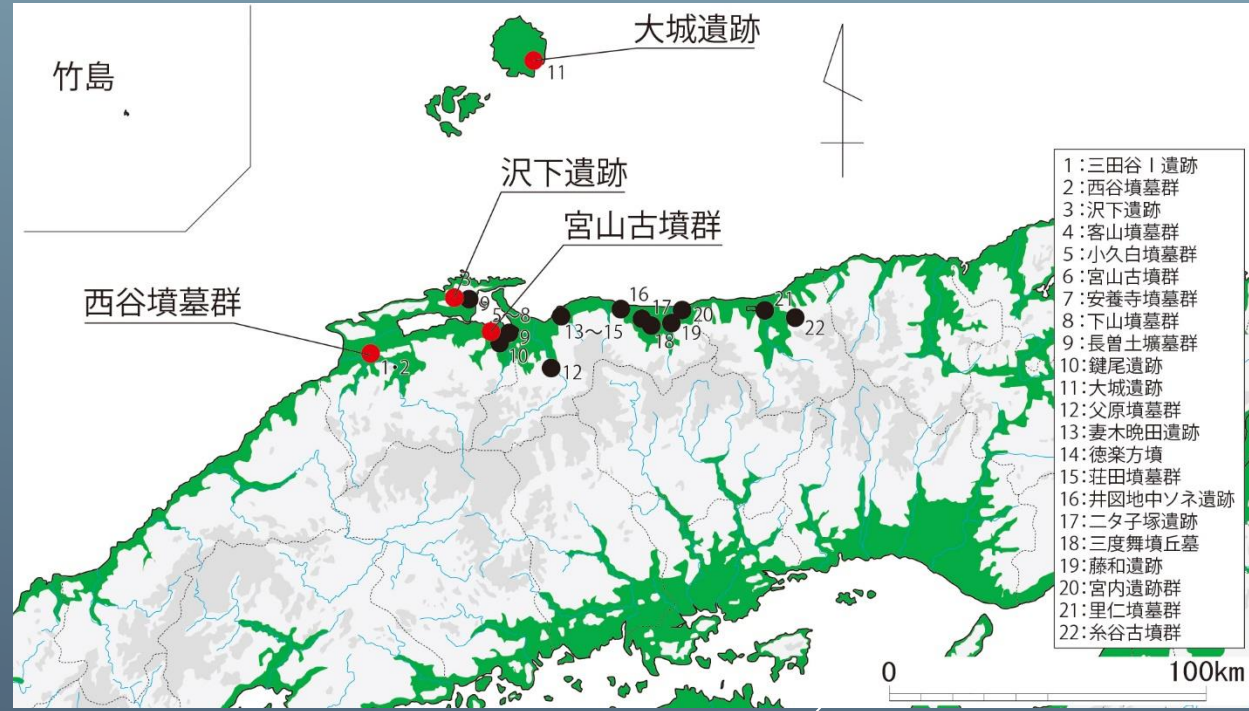 大城遺跡
竹島
11
沢下遺跡
宮山古墳群
西谷墳墓群
3
9
5〜8
9
10
1・2
12
13〜15
16
17
18
19
20
21
22
1：三田谷Ⅰ遺跡
2：西谷墳墓群
3：沢下遺跡
4：客山墳墓群
5：小久白墳墓群
6：宮山古墳群
7：安養寺墳墓群
8：下山墳墓群
9：長曽土壙墓群
10：鍵尾遺跡
11：大城遺跡
12：父原墳墓群
13：妻木晩田遺跡
14：徳楽方墳
15：荘田墳墓群
16：井図地中ソネ遺跡
17：二タ子塚遺跡
18：三度舞墳丘墓
19：藤和遺跡
20：宮内遺跡群
21：里仁墳墓群
22：糸谷古墳群
0
100km